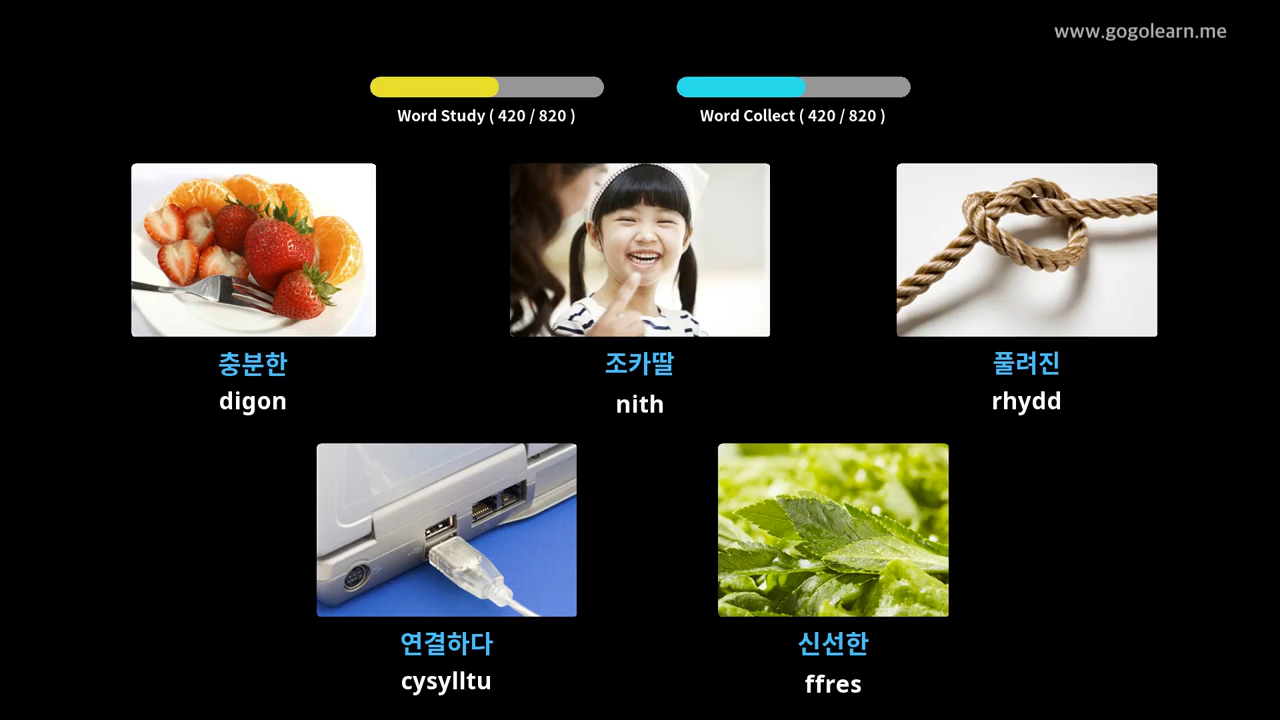 www.gogolearn.me
Word Study ( 420 / 820 )
Word Collect ( 420 / 820 )
충분한
digon
조카딸
nith
풀려진
rhydd
연결하다
cysylltu
신선한
ffres